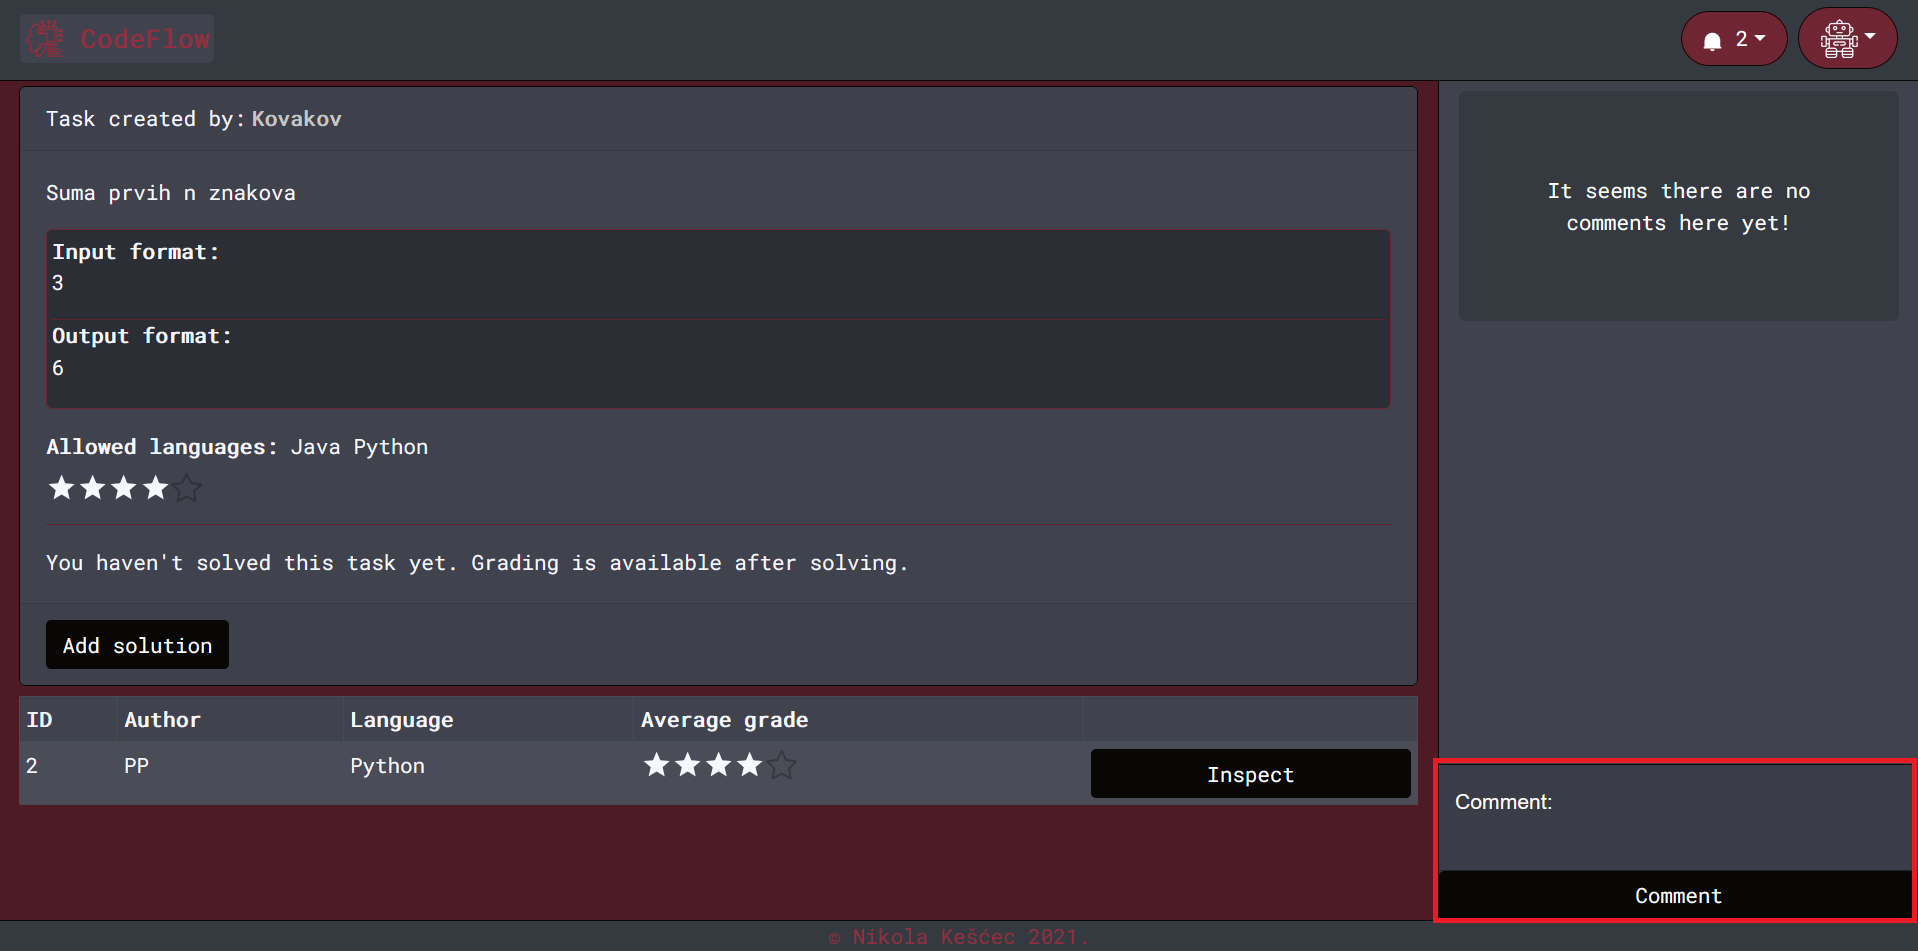 CodeFlow
2
Task created by: Kovakov
Suma prvih n znakova
Input format:
3
Output format:
6
Allowed languages: Java Python
You haven't solved this task yet. Grading is available after solving.
Add solution
ID Author Language Average grade
2 PP Python Inspect
It seems there are no
comments here yet!
Comment:
Comment
© Nikola Kešćec 2021.